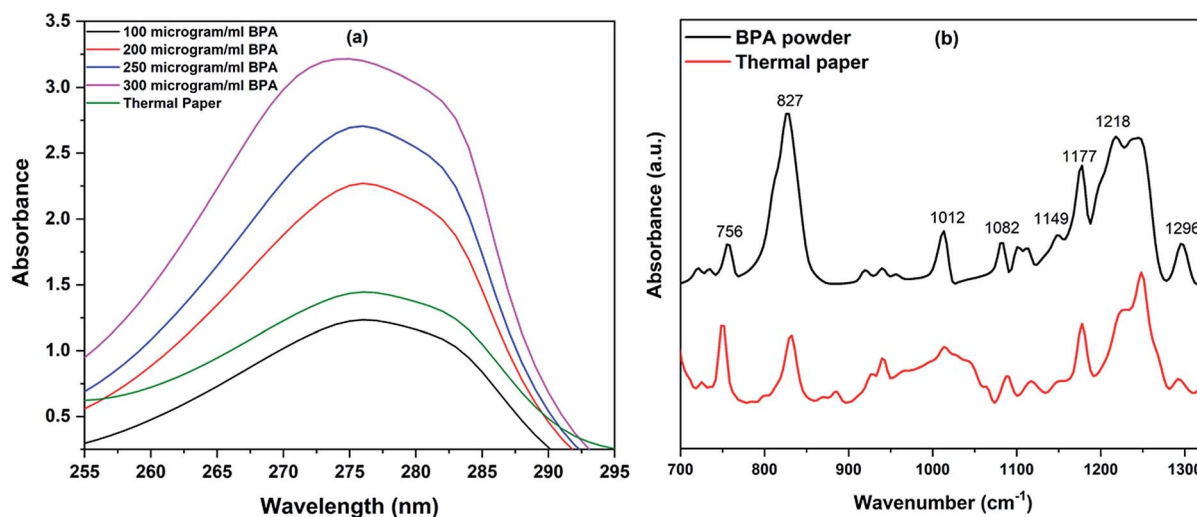 (a)
100 microgram/ml BPA
200 microgram/ml BPA
250 microgram/ml BPA
300 microgram/ml BPA
Thermal Paper
3.5
3.0
2.5
2.0
1.5
1.0
0.5
Absorbance
255 260 265 270 275 280 285 290 295
Wavelength (nm)
(b)
BPA powder
Thermal paper
756
827
1012
1082
1149
1177
1218
1296
Absorbance (a.u.)
700 800 900 1000 1100 1200 1300
Wavenumber (cm⁻¹)